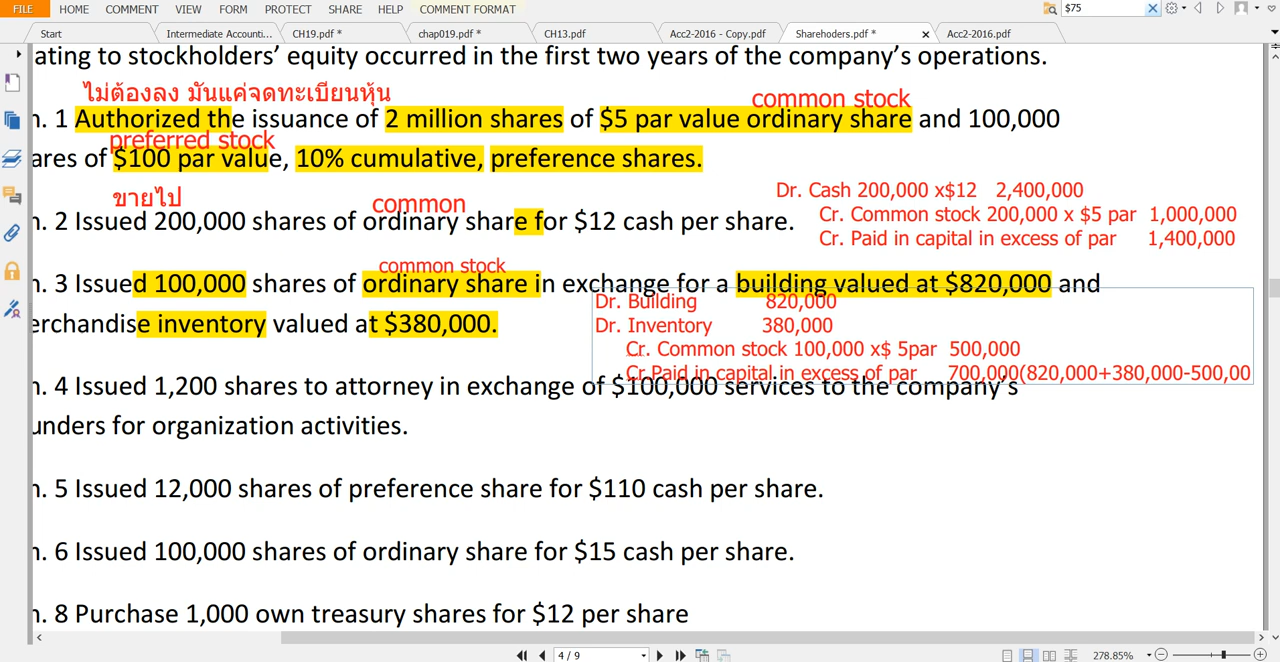 FILE HOME COMMENT VIEW FORM PROTECT SHARE HELP COMMENT FORMAT $75
Start Intermediate Accounti... CH19.pdf * chap019.pdf * CH13.pdf Acc2-2016 - Copy.pdf Sharehoders.pdf * Acc2-2016.pdf
ating to stockholders’ equity occurred in the first two years of the company’s operations.
ไม่ต้องลง มันแค่จดทะเบียนหุ้น
common stock
n. 1 Authorized the issuance of 2 million shares of $5 par value ordinary share and 100,000
preferred stock
ares of $100 par value, 10% cumulative, preference shares.
ขายไป
common
n. 2 Issued 200,000 shares of ordinary share for $12 cash per share.
Dr. Cash 200,000 x$12 2,400,000
Cr. Common stock 200,000 x $5 par 1,000,000
Cr. Paid in capital in excess of par 1,400,000
common stock
n. 3 Issued 100,000 shares of ordinary share in exchange for a building valued at $820,000 and
erchandise inventory valued at $380,000.
Dr. Building 820,000
Dr. Inventory 380,000
Cr. Common stock 100,000 x$ 5par 500,000
Cr.Paid in capital in excess of par 700,000(820,000+380,000-500,00
n. 4 Issued 1,200 shares to attorney in exchange of $100,000 services to the company’s
unders for organization activities.
n. 5 Issued 12,000 shares of preference share for $110 cash per share.
n. 6 Issued 100,000 shares of ordinary share for $15 cash per share.
n. 8 Purchase 1,000 own treasury shares for $12 per share
4 / 9 278.85%